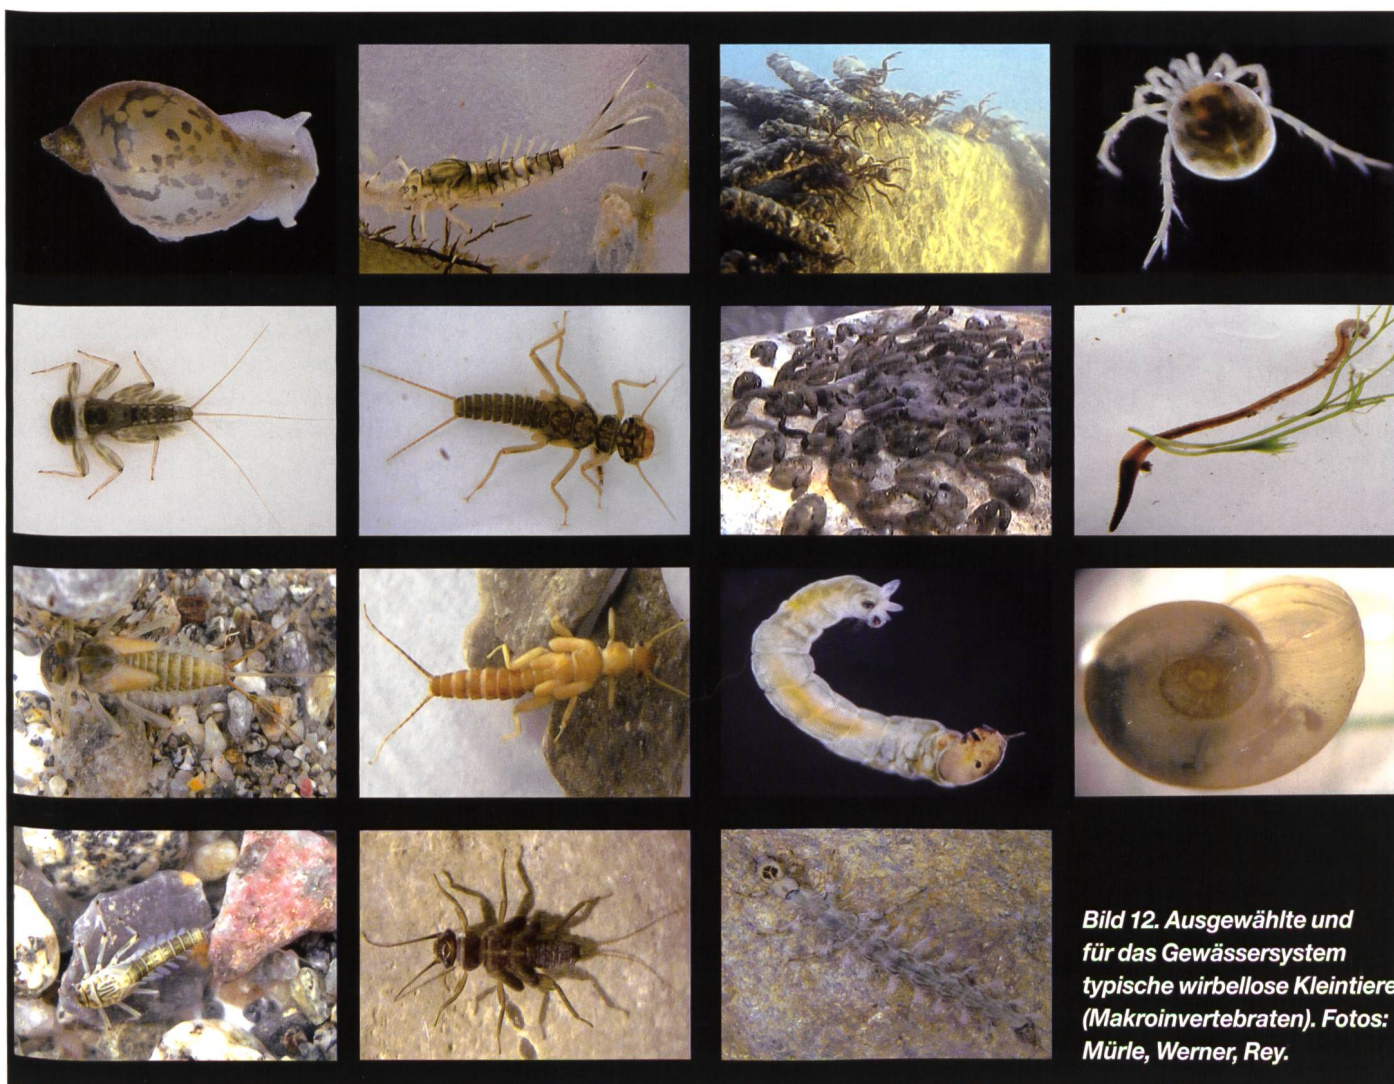 Bild 12. Ausgewählte und
für das Gewässersystem
typische wirbellose Kleintiere
(Makroinvertebraten). Fotos:
Mürle, Werner, Rey.